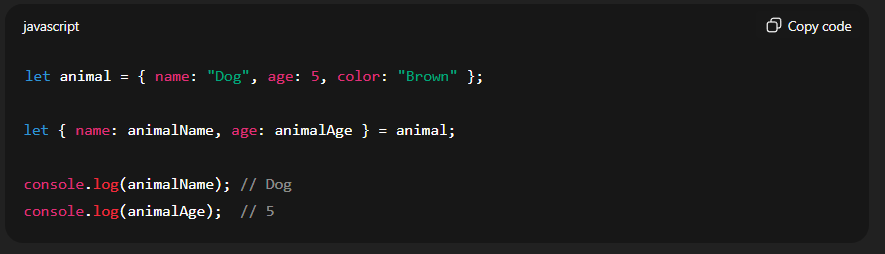 javascript
Copy code
let animal = { name: "Dog", age: 5, color: "Brown" };
let { name: animalName, age: animalAge } = animal;
console.log(animalName); // Dog
console.log(animalAge);  // 5